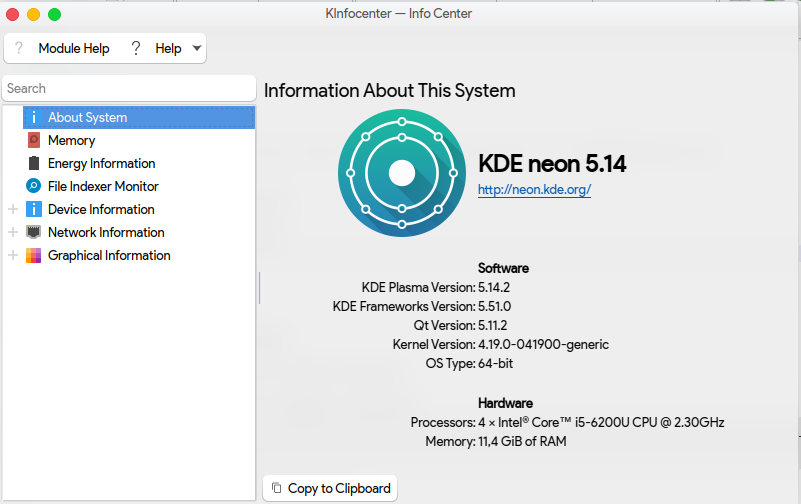 KInfocenter — Info Center
? Module Help ? Help
Search
Information About This System
About System
Memory
Energy Information
File Indexer Monitor
Device Information
Network Information
Graphical Information
KDE neon 5.14
http://neon.kde.org/
Software
KDE Plasma Version: 5.14.2
KDE Frameworks Version: 5.51.0
Qt Version: 5.11.2
Kernel Version: 4.19.0-041900-generic
OS Type: 64-bit
Hardware
Processors: 4 × Intel® Core™ i5-6200U CPU @ 2.30GHz
Memory: 11,4 GiB of RAM
Copy to Clipboard